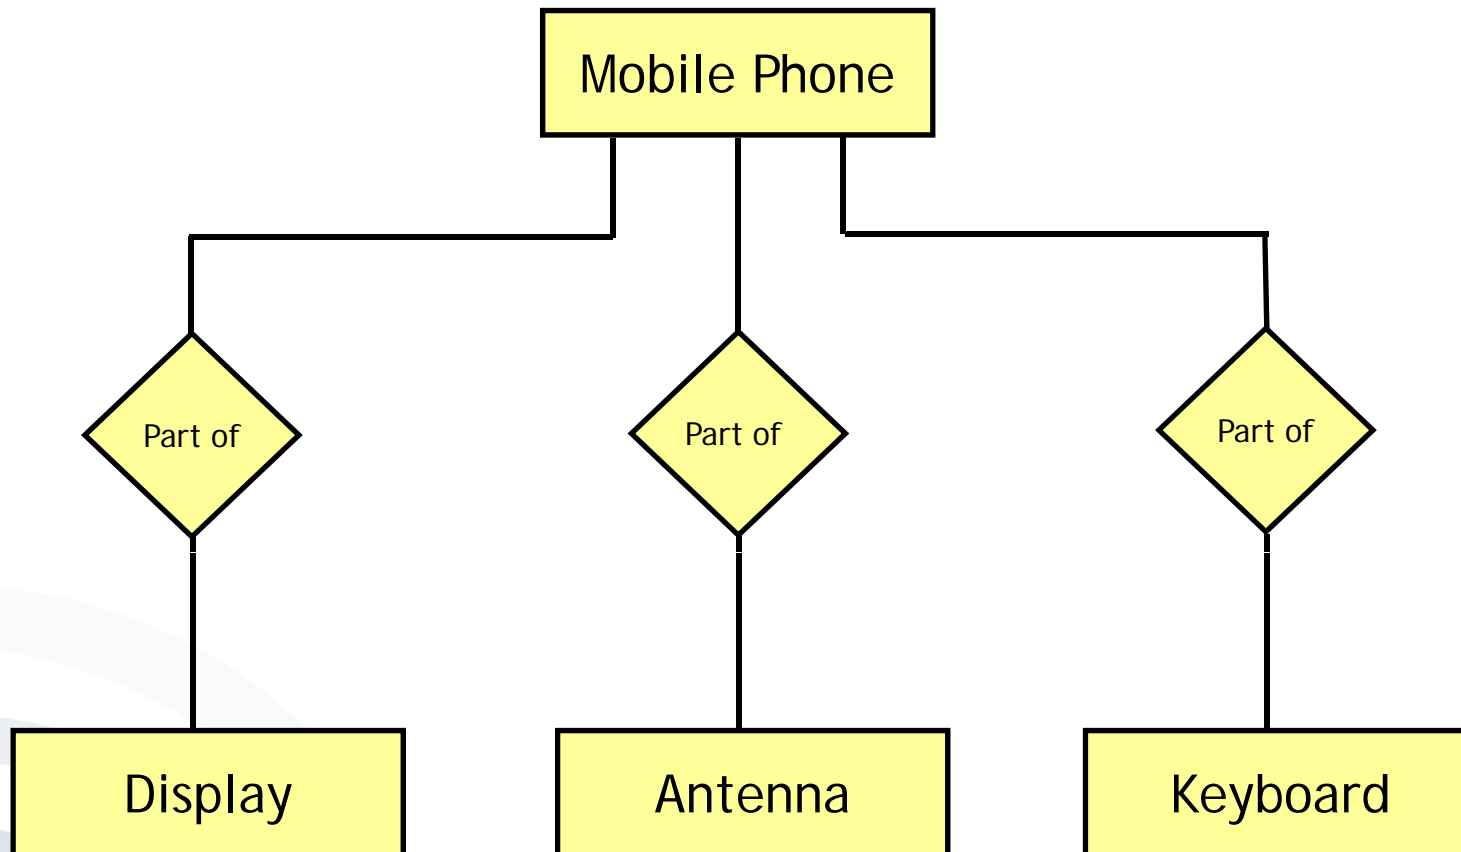 Mobile Phone
Part of
Part of
Part of
Display
Antenna
Keyboard